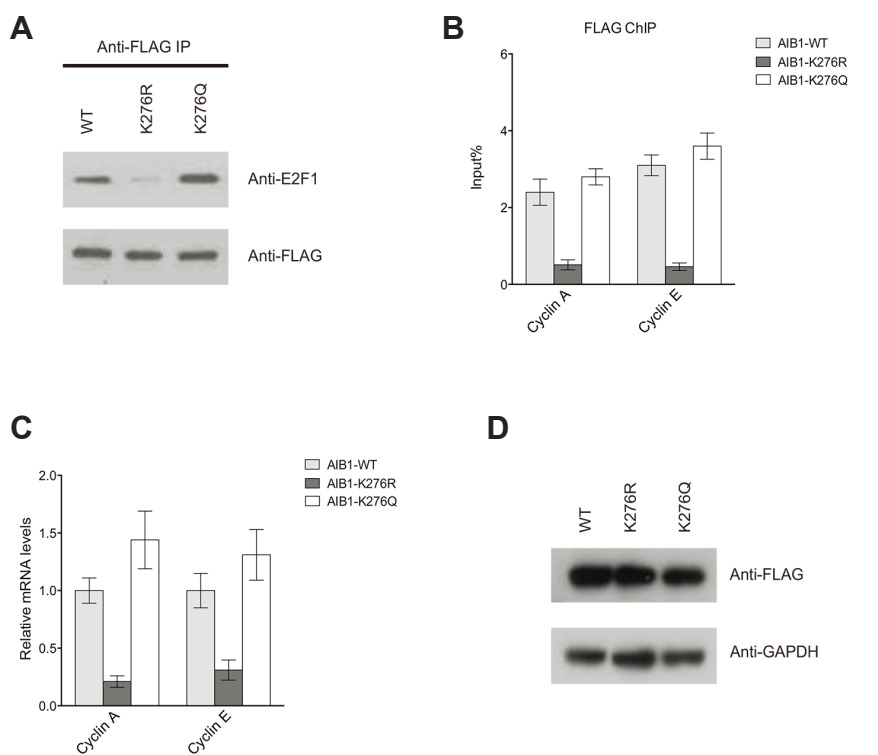 A
Anti-FLAG IP
WT
K276R
K276Q
Anti-E2F1
Anti-FLAG
B
FLAG ChIP
AIB1-WT
AIB1-K276R
AIB1-K276Q
Input%
6
4
2
0
Cyclin A
Cyclin E
C
AIB1-WT
AIB1-K276R
AIB1-K276Q
Relative mRNA levels
2.0
1.5
1.0
0.5
0.0
Cyclin A
Cyclin E
D
WT
K276R
K276Q
Anti-FLAG
Anti-GAPDH